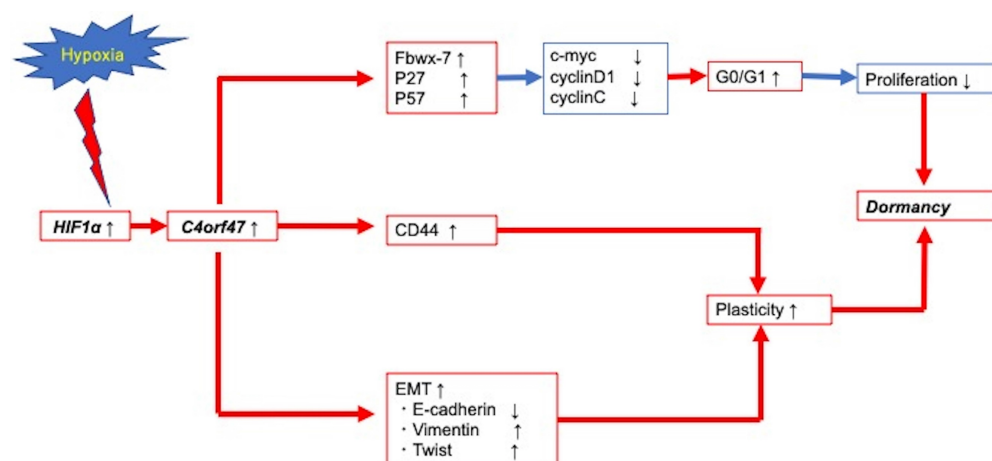 Hypoxia
Fbwx-7 ↑
P27 ↑
P57 ↑
c-myc ↓
cyclinD1 ↓
cyclinC ↓
G0/G1 ↑
Proliferation ↓
HIF1α ↑
C4orf47 ↑
CD44 ↑
Dormancy
Plasticity ↑
EMT ↑
・E-cadherin ↓
・Vimentin ↑
・Twist ↑